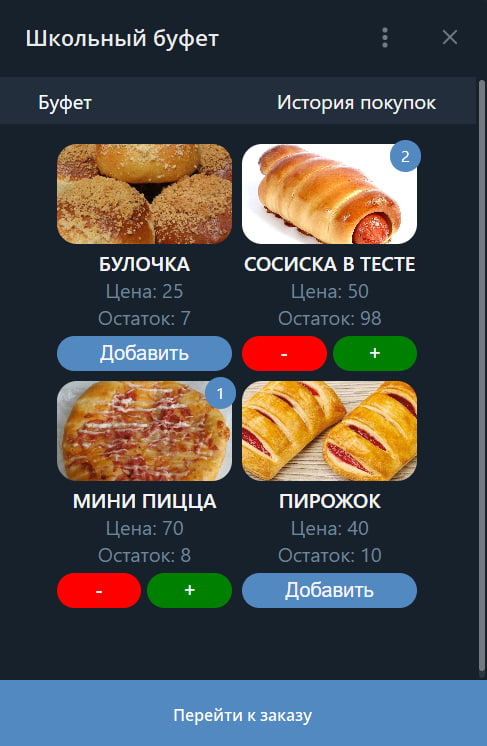 Школьный буфет
Буфет История покупок
2
БУЛОЧКА СОСИСКА В ТЕСТЕ
Цена: 25 Цена: 50
Остаток: 7 Остаток: 98
Добавить - +
1
МИНИ ПИЦЦА ПИРОЖОК
Цена: 70 Цена: 40
Остаток: 8 Остаток: 10
- + Добавить
Перейти к заказу